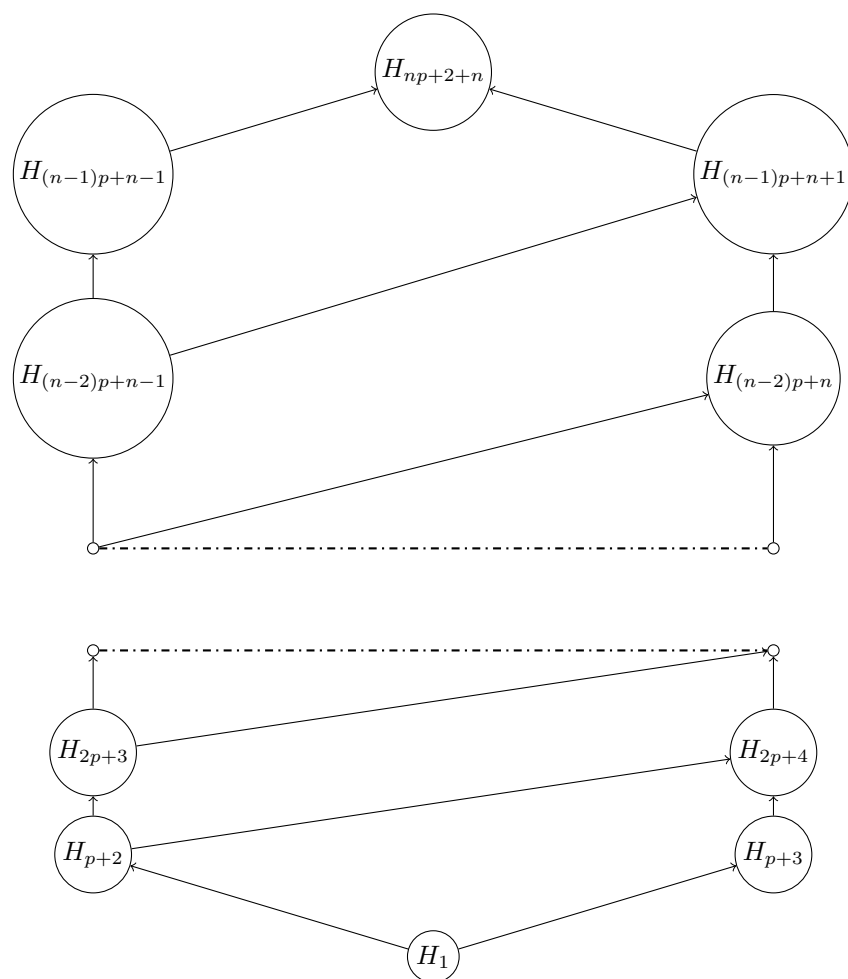 H_{np+2+n}
H_{(n−1)p+n−1} H_{(n−1)p+n+1}
H_{(n−2)p+n−1} H_{(n−2)p+n}
H_{2p+3} H_{2p+4}
H_{p+2} H_{p+3}
H_1